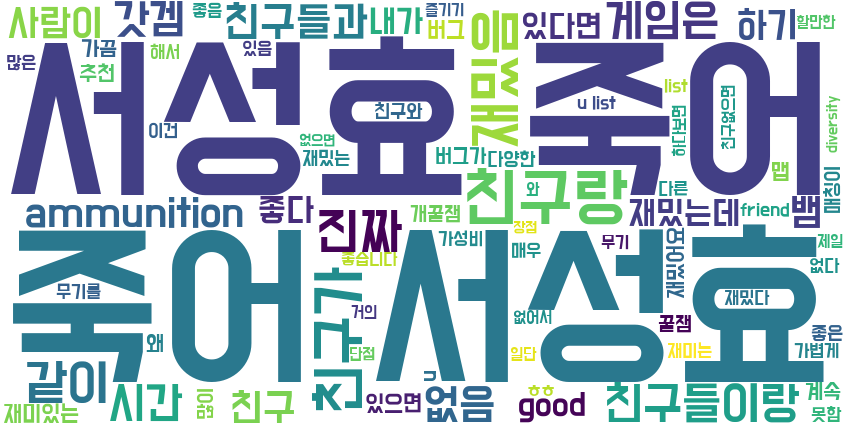 사람이 갓겜 좋음 친구들과 내가 즐기기 버그 재밌음 있다면 게임은 하기 할만한
많은 가끔 해서 있음 추천
서성효 죽어
이건 친구와 없으면 u list list 친구없으면 하다보면 diversity
재밌는 버그가 다양한 맵 매칭이
ammunition 좋다 개꿀잼 친구랑 와 다른 재밌는데 friend 뱀
진짜 가성비 장점 매우 무기 재밌어요 제일 없다
좋습니다
죽어 서성효
무기를 친구가 거의 없어서 재밌다 꿀잼 좋은
왜 단점 일단 재미는 가볍게
같이 u
재미있는 시간 많이 친구 있으면 없음 ㅎㅎ good 친구들이랑 계속 못함